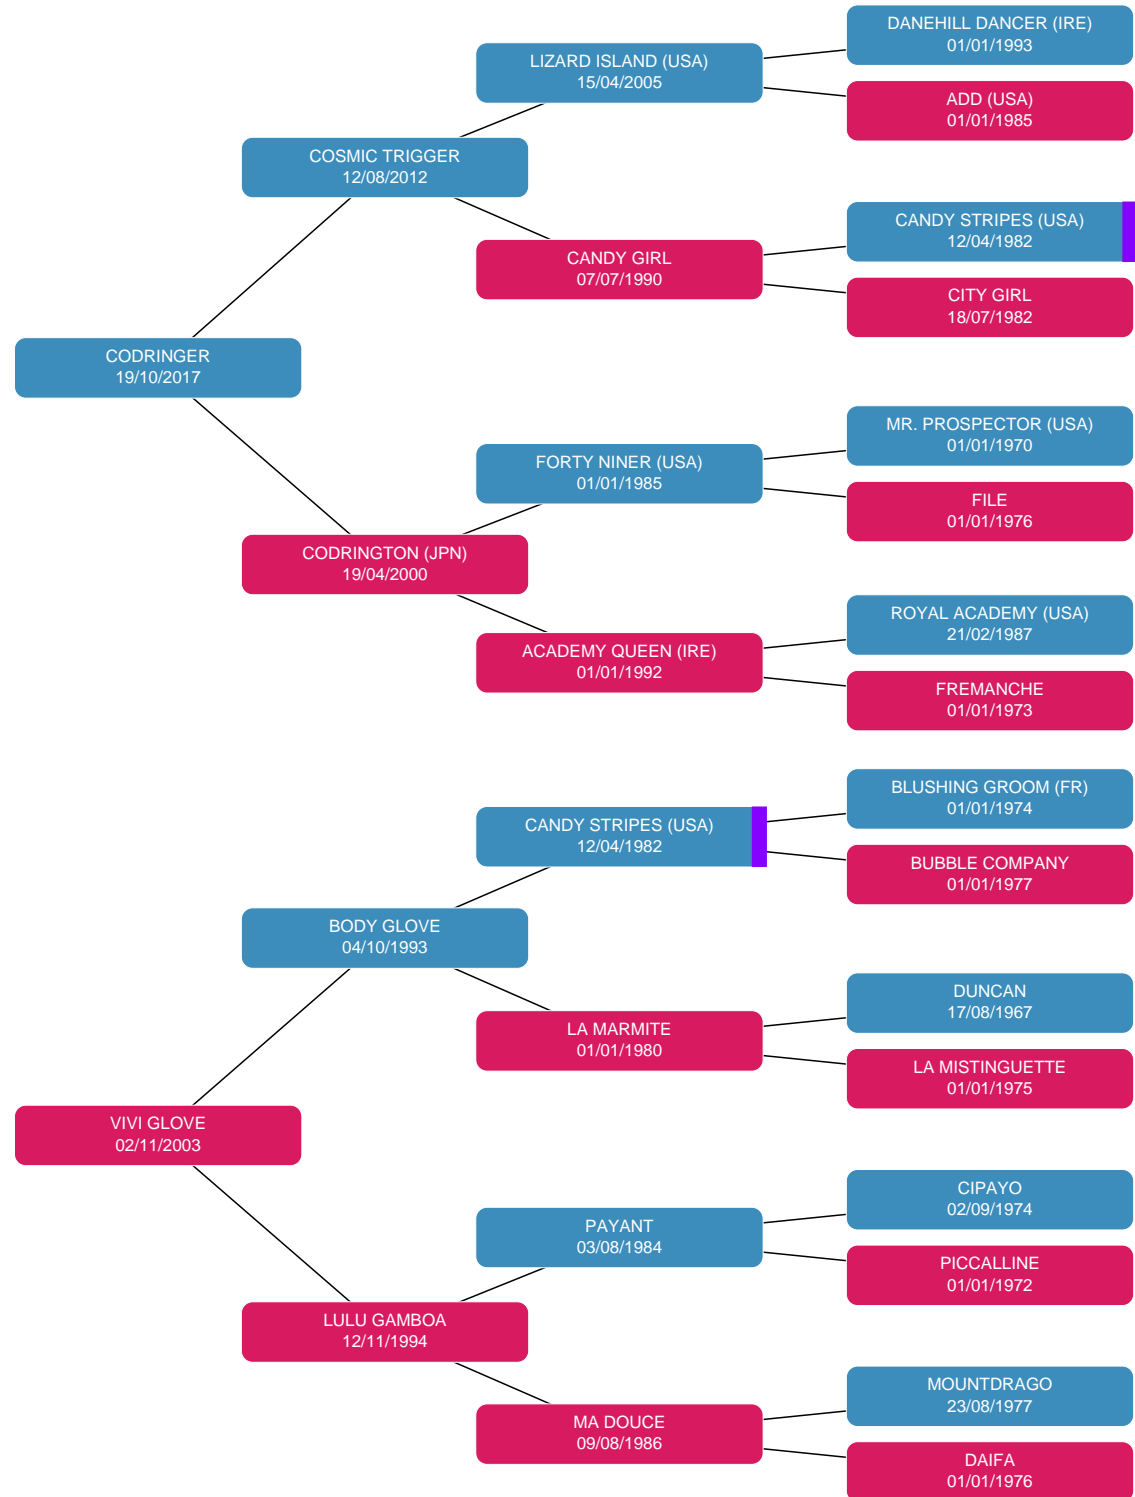 DANEHILL DANCER (IRE)
01/01/1993
LIZARD ISLAND (USA)
15/04/2005
ADD (USA)
01/01/1985
COSMIC TRIGGER
12/08/2012
CANDY STRIPES (USA)
12/04/1982
CANDY GIRL
07/07/1990
CITY GIRL
18/07/1982
CODRINGER
19/10/2017
MR. PROSPECTOR (USA)
01/01/1970
FORTY NINER (USA)
01/01/1985
FILE
01/01/1976
CODRINGTON (JPN)
19/04/2000
ROYAL ACADEMY (USA)
21/02/1987
ACADEMY QUEEN (IRE)
01/01/1992
FREMANCHE
01/01/1973
BLUSHING GROOM (FR)
01/01/1974
CANDY STRIPES (USA)
12/04/1982
BUBBLE COMPANY
01/01/1977
BODY GLOVE
04/10/1993
DUNCAN
17/08/1967
LA MARMITE
01/01/1980
LA MISTINGUETTE
01/01/1975
VIVI GLOVE
02/11/2003
CIPAYO
02/09/1974
PAYANT
03/08/1984
PICCALLINE
01/01/1972
LULU GAMBOA
12/11/1994
MOUNTDRAGO
23/08/1977
MA DOUCE
09/08/1986
DAIFA
01/01/1976